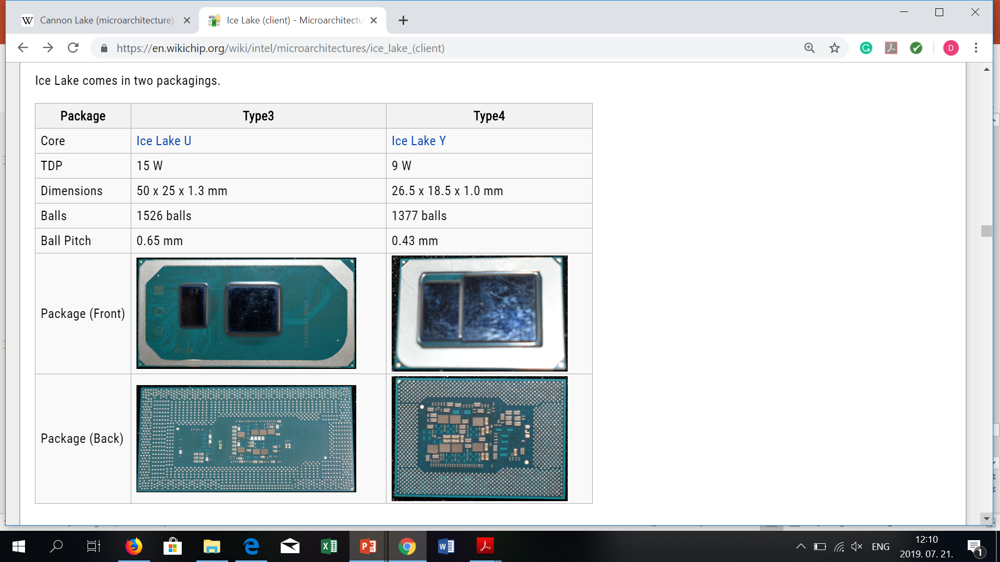 W Cannon Lake (microarchitecture)
Ice Lake (client) - Microarchitectu
https://en.wikichip.org/wiki/intel/microarchitectures/ice_lake_(client)
D
Ice Lake comes in two packagings.
Package Type3 Type4
Core Ice Lake U Ice Lake Y
TDP 15 W 9 W
Dimensions 50 x 25 x 1.3 mm 26.5 x 18.5 x 1.0 mm
Balls 1526 balls 1377 balls
Ball Pitch 0.65 mm 0.43 mm
Package (Front)
Package (Back)
LOA
RJR
ENG
12:10
2019. 07. 21.
1